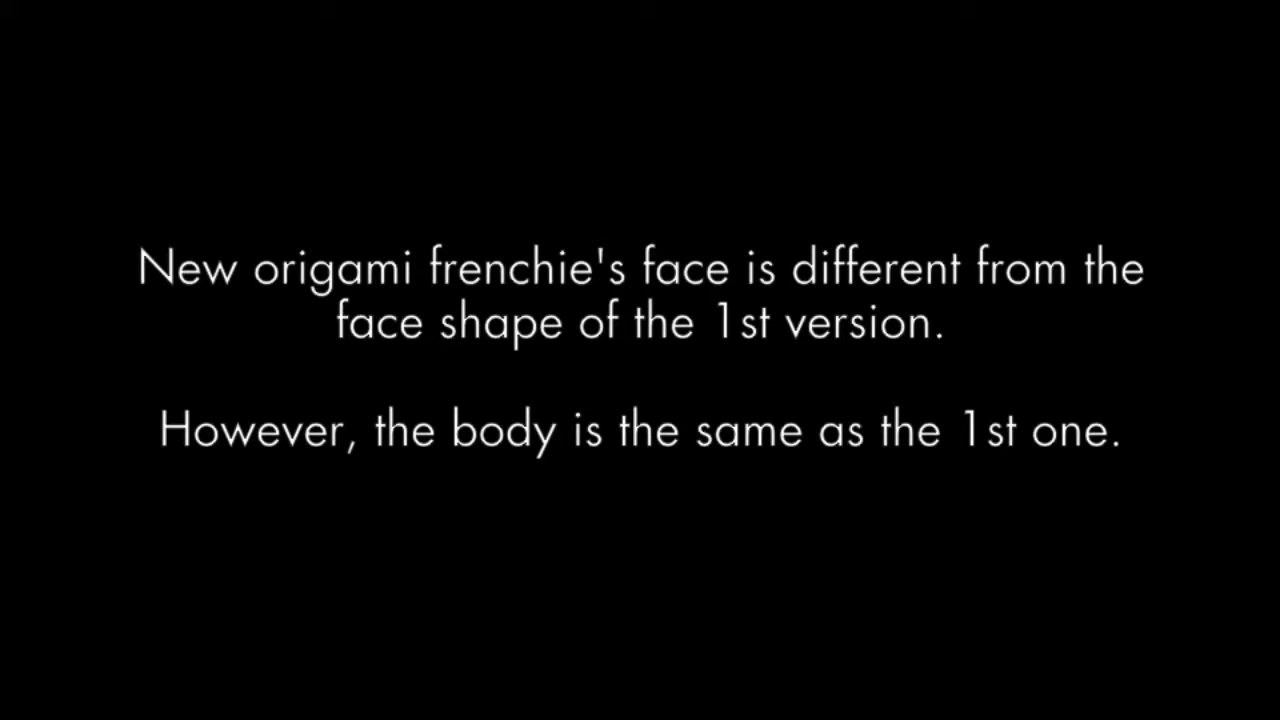 New origami frenchie's face is different from the
face shape of the 1st version.
However, the body is the same as the 1st one.